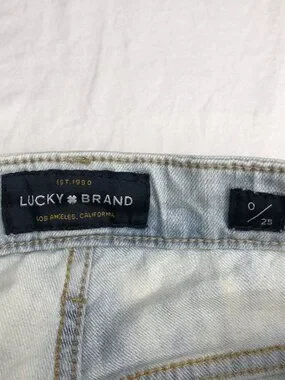 EST.1990
LUCKY BRAND
LOS ANGELES, CALIFORNIA
0/25